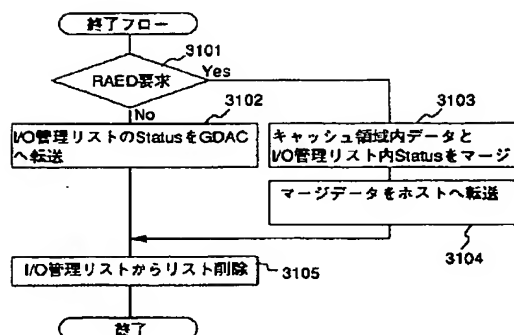 終了フロー
3101
RAED要求
Yes
No
3102
I/O管理リストのStatusをGDAC
へ転送
3103
キャッシュ領域内データと
I/O管理リスト内Statusをマージ
マージデータをホストへ転送
3104
I/O管理リストからリスト削除
3105
終了